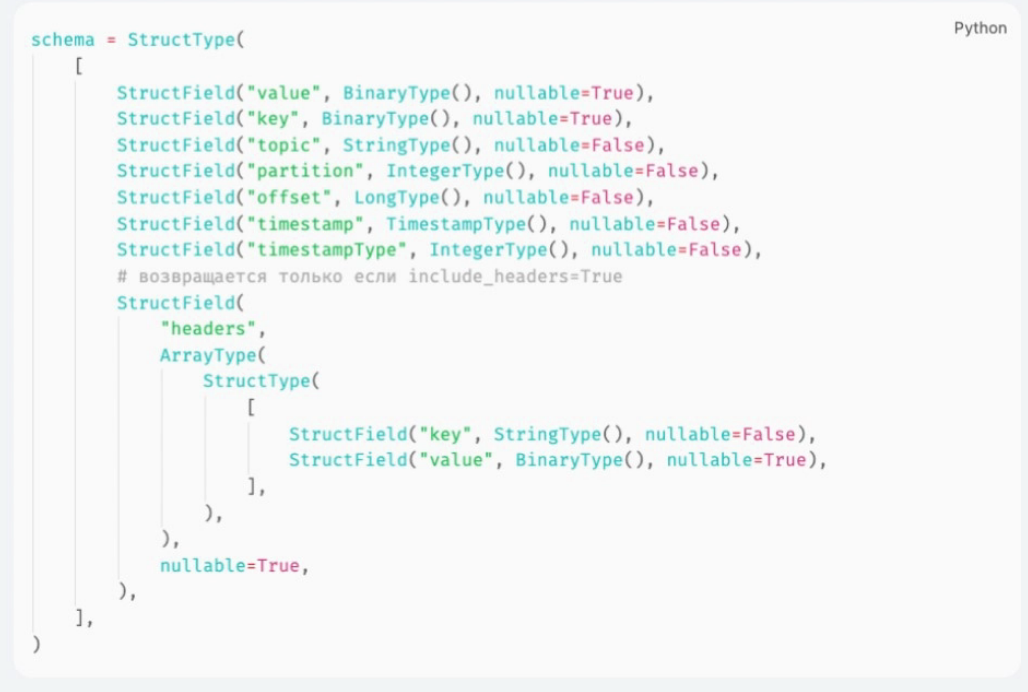 Python
schema = StructType(
    [
        StructField("value", BinaryType(), nullable=True),
        StructField("key", BinaryType(), nullable=True),
        StructField("topic", StringType(), nullable=False),
        StructField("partition", IntegerType(), nullable=False),
        StructField("offset", LongType(), nullable=False),
        StructField("timestamp", TimestampType(), nullable=False),
        StructField("timestampType", IntegerType(), nullable=False),
        # возвращается только если include_headers=True
        StructField(
            "headers",
            ArrayType(
                StructType(
                    [
                        StructField("key", StringType(), nullable=False),
                        StructField("value", BinaryType(), nullable=True),
                    ],
                ),
            ),
            nullable=True,
        ),
    ],
)